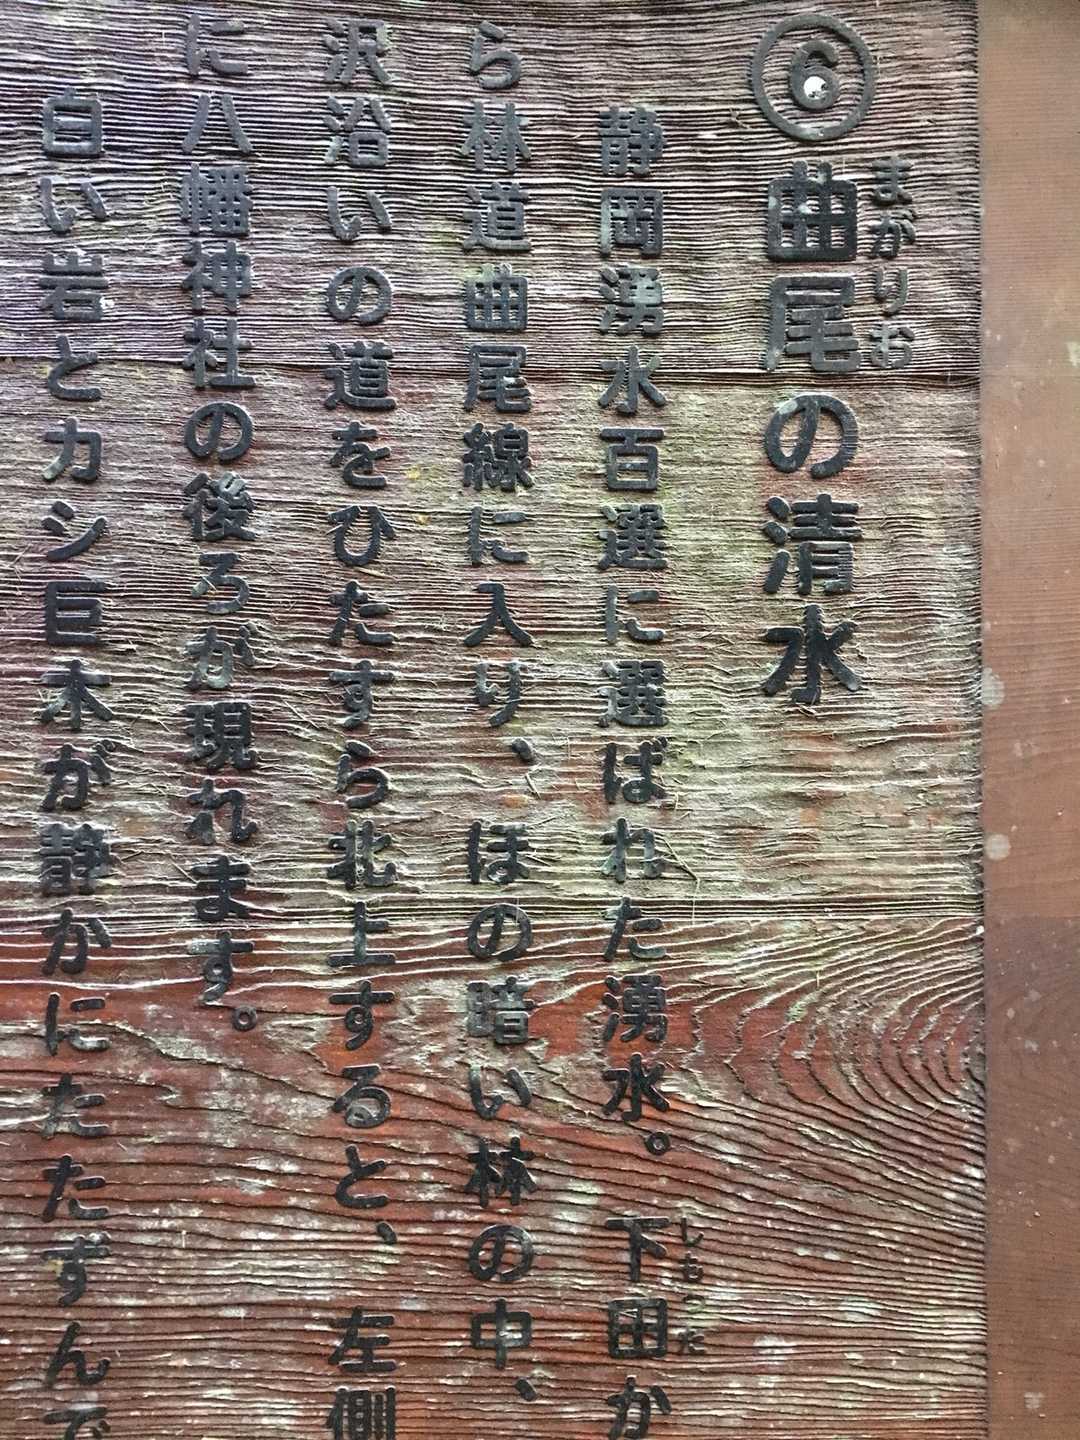 ⑥曲尾の清水
まがりお
静岡湧水百選に選ばれた湧水。下田か
しもった
ら林道曲尾線に入り、ほの暗い林の中、
沢沿いの道をひたすら北上すると、左側
に八幡神社の後ろが現れます。
白い岩とカシ巨木が静かにたたずんで